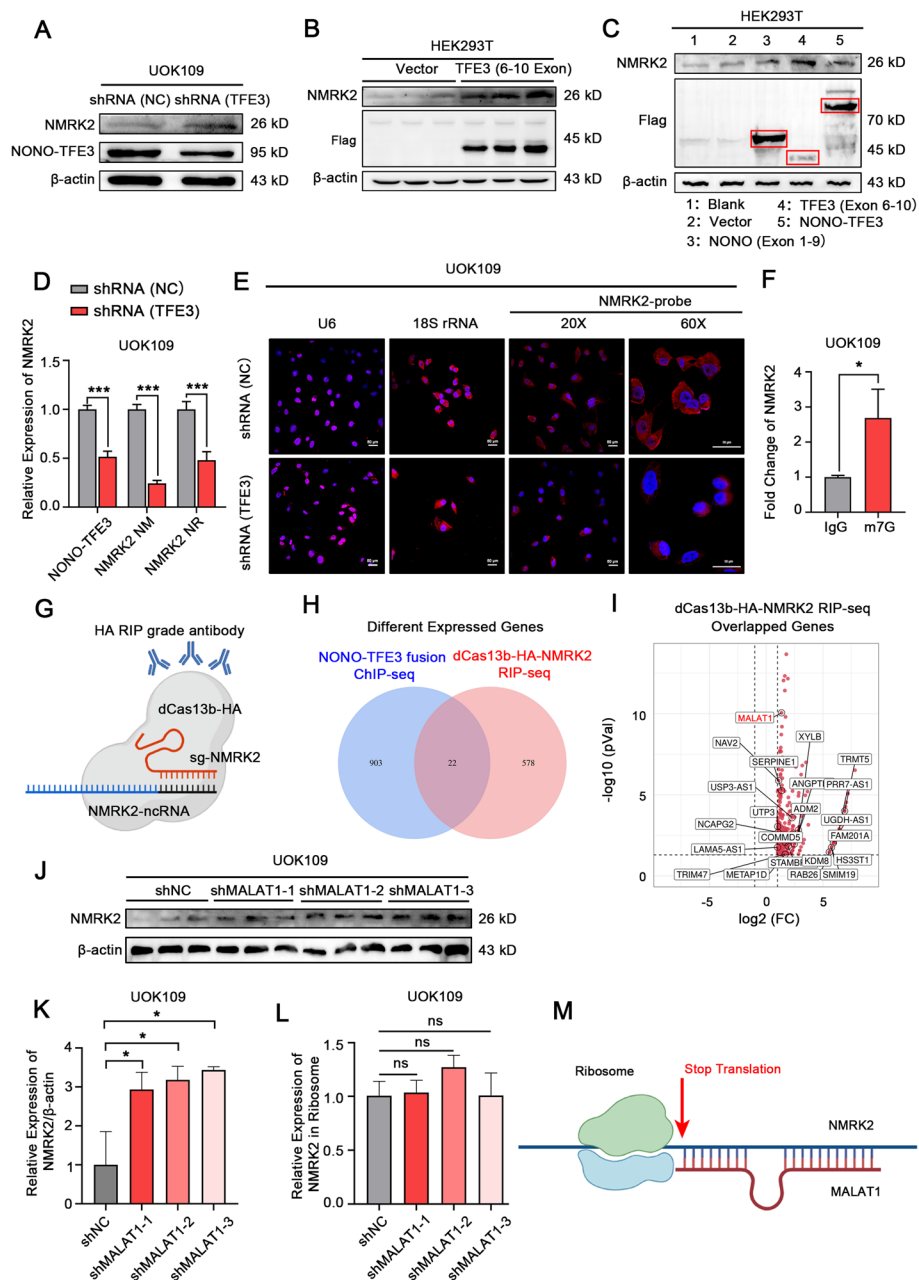 A
UOK109
shRNA (NC) shRNA (TFE3)
NMRK2 26 kD
NONO-TFE3 95 kD
β-actin 43 kD
B
HEK293T
Vector TFE3 (6-10 Exon)
NMRK2 26 kD
Flag 45 kD
β-actin 43 kD
C
HEK293T
1 2 3 4 5
NMRK2 26 kD
Flag
70 kD
45 kD
β-actin 43 kD
1: Blank 4: TFE3 (Exon 6-10)
2: Vector 5: NONO-TFE3
3: NONO (Exon 1-9)
D
shRNA (NC)
shRNA (TFE3)
UOK109
Relative Expression of NMRK2
1.5
1.0
0.5
0.0
*** *** ***
NONO-TFE3
NMRK2 NM
NMRK2 NR
E
UOK109
NMRK2-probe
U6 18S rRNA 20X 60X
shRNA (NC)
shRNA (TFE3)
F
UOK109
Fold Change of NMRK2
4
3
2
1
0
*
IgG m7G
G
HA RIP grade antibody
dCas13b-HA
sg-NMRK2
NMRK2-ncRNA
H
Different Expressed Genes
NONO-TFE3 fusion
ChIP-seq
dCas13b-HA-NMRK2
RIP-seq
903 22 578
I
dCas13b-HA-NMRK2 RIP-seq
Overlapped Genes
-log10 (pVal)
10
5
0
MALAT1
XYLB
NAV2
SERPINE1
TRMT5
USP3-AS1
ANGPTL
PRR7-AS1
ADM2
UTP3
UGDH-AS1
NCAPG2
COMMD5
FAM201A
LAMA5-AS1
STAMBP
KDM8
HS3ST1
TRIM47
METAP1D
RAB26
SMIM19
-5 0 5
log2 (FC)
J
UOK109
shNC shMALAT1-1 shMALAT1-2 shMALAT1-3
NMRK2 26 kD
β-actin 43 kD
K
UOK109
Relative Expression of
NMRK2/β-actin
4
3
2
1
0
*
*
*
shNC
shMALAT1-1
shMALAT1-2
shMALAT1-3
L
UOK109
Relative Expression of
NMRK2 in Ribosome
1.5
1.0
0.5
0.0
ns
ns
ns
shNC
shMALAT1-1
shMALAT1-2
shMALAT1-3
M
Ribosome
Stop Translation
NMRK2
MALAT1